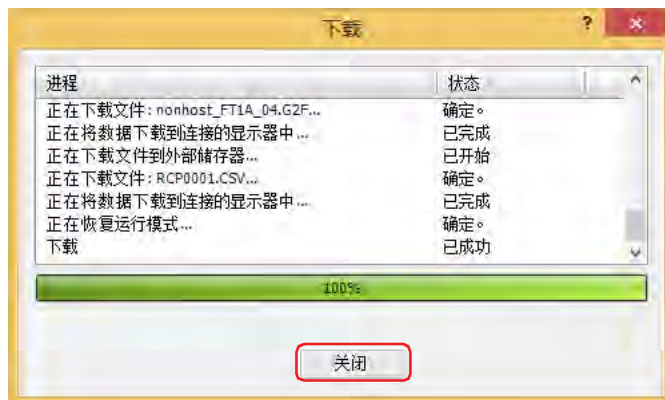 下载
? ×
进程 状态
正在下载文件: nonhost_FT1A_04.G2F... 确定。
正在将数据下载到连接的显示器中... 已完成
正在下载文件到外部储存器... 已开始
正在下载文件: RCP0001.CSV... 确定。
正在将数据下载到连接的显示器中... 已完成
正在恢复运行模式... 确定。
下载 已成功
100%
关闭